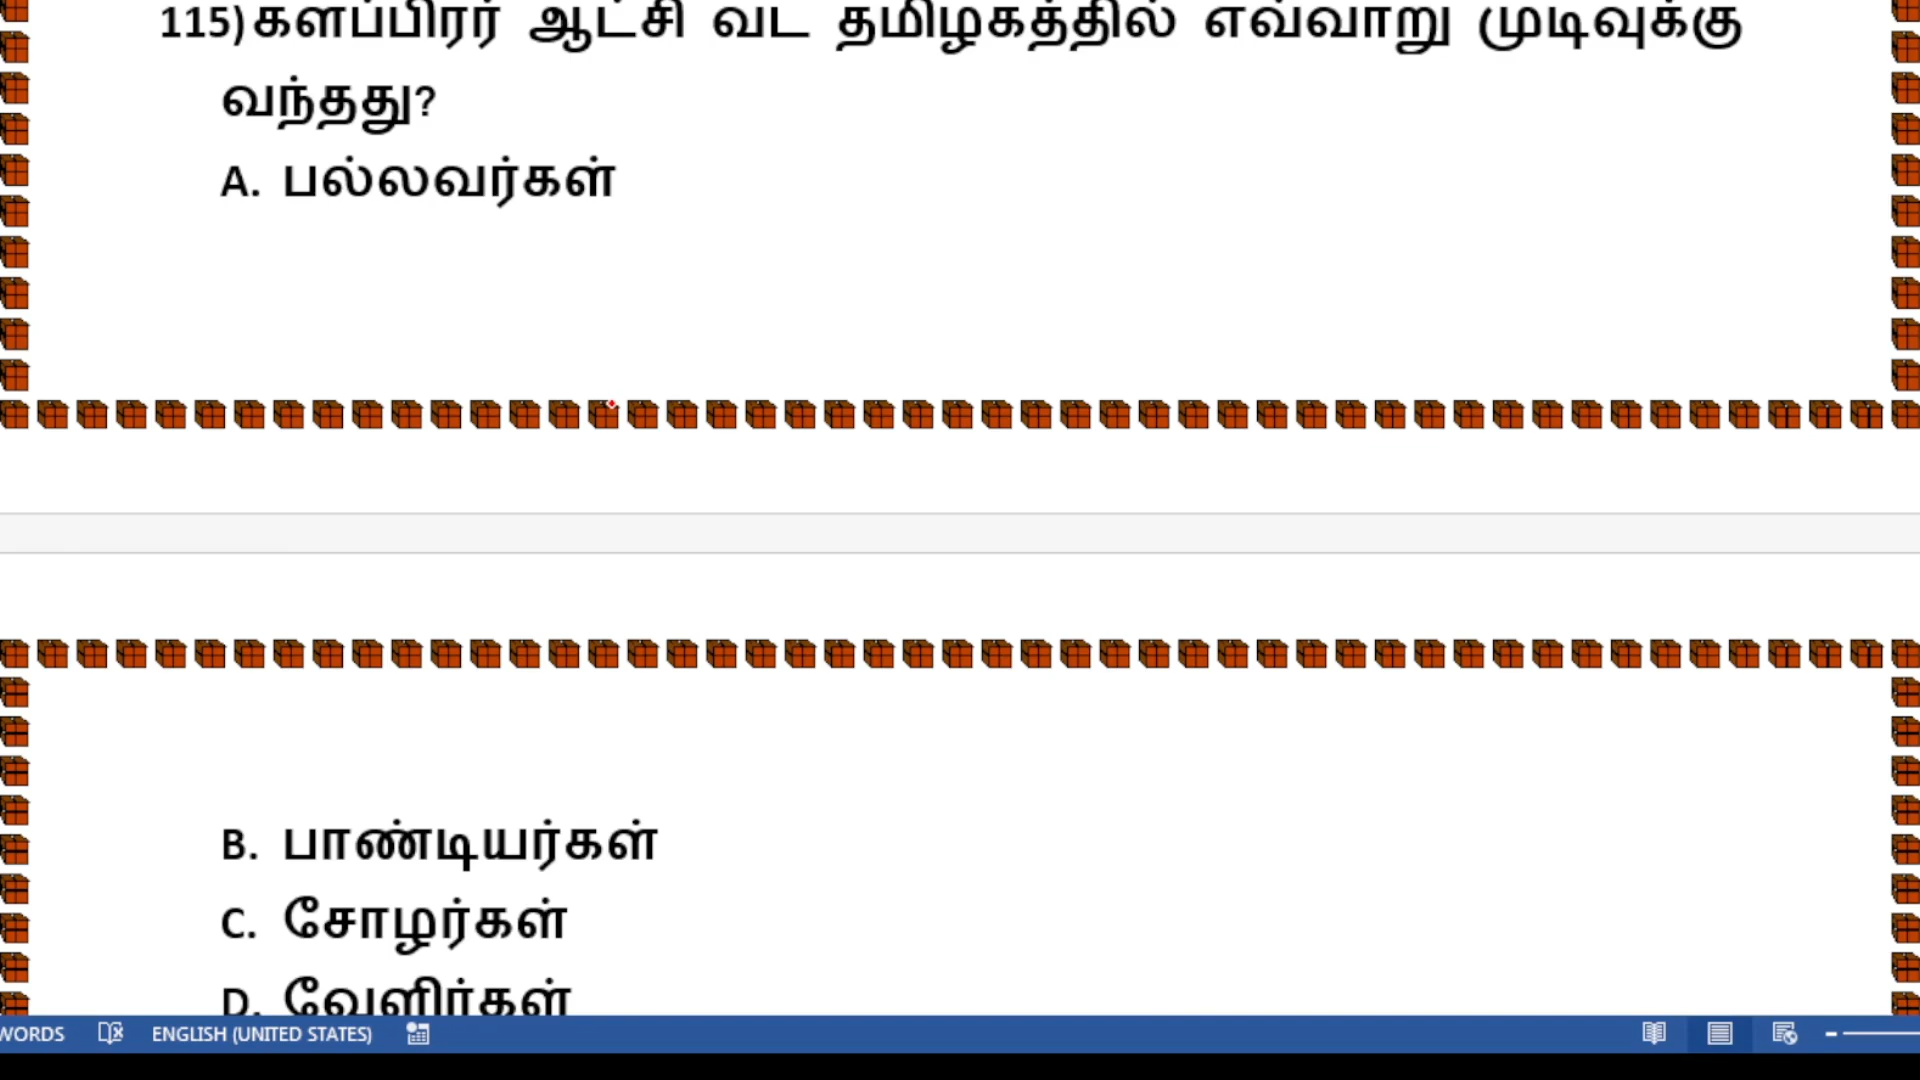 115) களப்பிரர் ஆட்சி வட தமிழகத்தில் எவ்வாறு முடிவுக்கு
வந்தது?
A. பல்லவர்கள்
B. பாண்டியர்கள்
C. சோழர்கள்
D. வேளிர்கள்
WORDS ENGLISH (UNITED STATES)